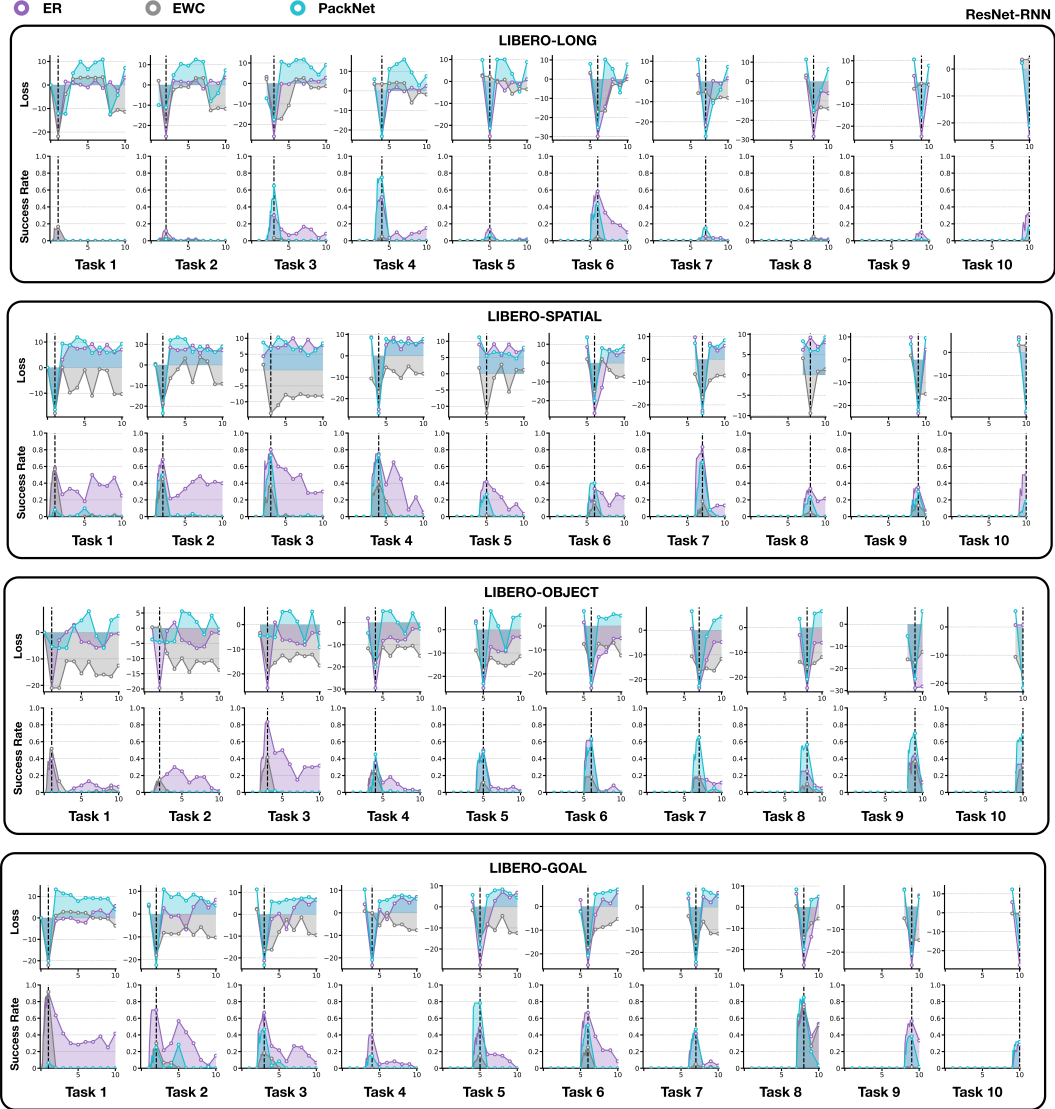 ER EWC PackNet
ResNet-RNN
LIBERO-LONG
Loss
Success Rate
Task 1 Task 2 Task 3 Task 4 Task 5 Task 6 Task 7 Task 8 Task 9 Task 10
LIBERO-SPATIAL
Loss
Success Rate
Task 1 Task 2 Task 3 Task 4 Task 5 Task 6 Task 7 Task 8 Task 9 Task 10
LIBERO-OBJECT
Loss
Success Rate
Task 1 Task 2 Task 3 Task 4 Task 5 Task 6 Task 7 Task 8 Task 9 Task 10
LIBERO-GOAL
Loss
Success Rate
Task 1 Task 2 Task 3 Task 4 Task 5 Task 6 Task 7 Task 8 Task 9 Task 10